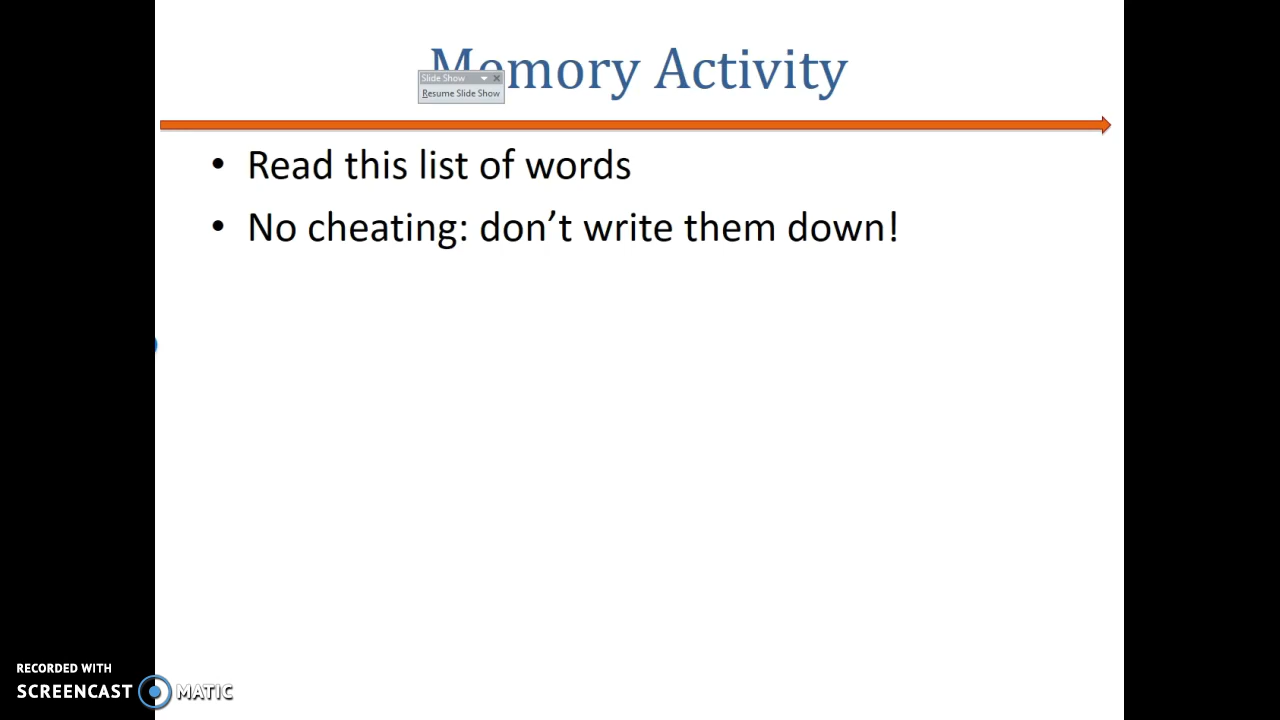 Memory Activity
Slide Show
Resume Slide Show
• Read this list of words
• No cheating: don’t write them down!
RECORDED WITH
SCREENCAST MATIC